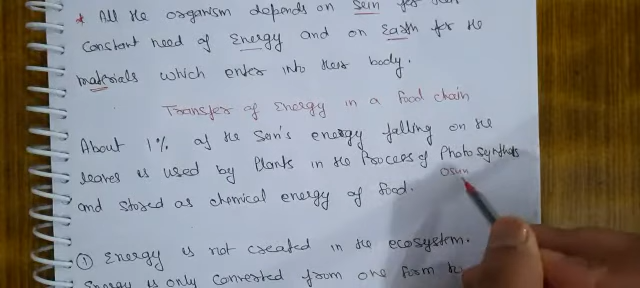 * All the organism depends on Sun for their
Constant need of Energy and on Earth for the
materials which enter into their body.
Transfer of Energy in a food chain
About 1% of the Son's energy falling on the
leaves is used by Plants in the Process of Photosynthesis
and stored as chemical energy of food.
① Energy is not created in the ecosystem.
Energy is only converted from one form to